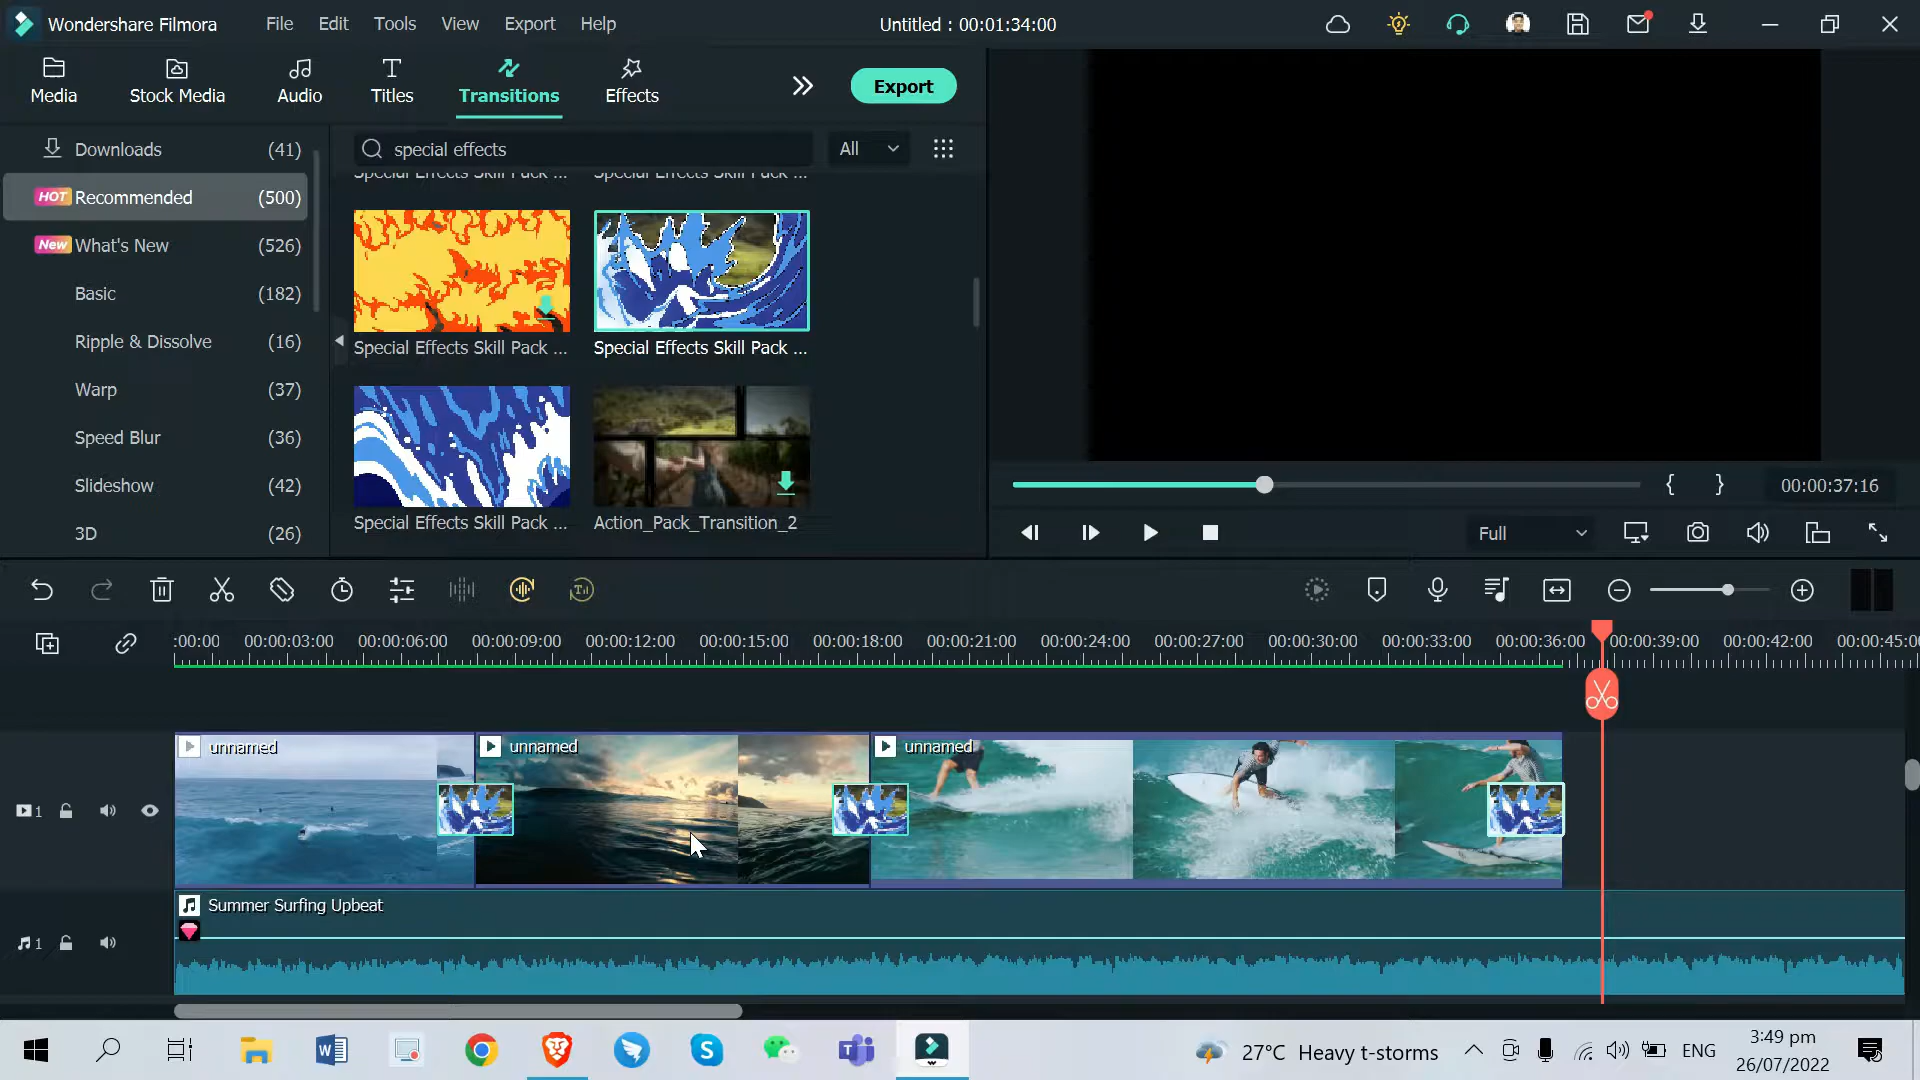 Wondershare Filmora File Edit Tools View Export Help Untitled : 00:01:34:00
Media Stock Media Audio Titles Transitions Effects Export
Downloads (41)
HOT Recommended (500)
New What's New (526)
Basic (182)
Ripple & Dissolve (16)
Warp (37)
Speed Blur (36)
Slideshow (42)
3D (26)
special effects All
Special Effects Skill Pack ... Special Effects Skill Pack ...
Special Effects Skill Pack ... Special Effects Skill Pack ...
Special Effects Skill Pack ... Action_Pack_Transition_2
{ } 00:00:37:16
Full
:00:00 00:00:03:00 00:00:06:00 00:00:09:00 00:00:12:00 00:00:15:00 00:00:18:00 00:00:21:00 00:00:24:00 00:00:27:00 00:00:30:00 00:00:33:00 00:00:36:00 00:00:39:00 00:00:42:00 00:00:45:00
unnamed unnamed unnamed
1
Summer Surfing Upbeat
1
27°C Heavy t-storms ENG 3:49 pm
26/07/2022